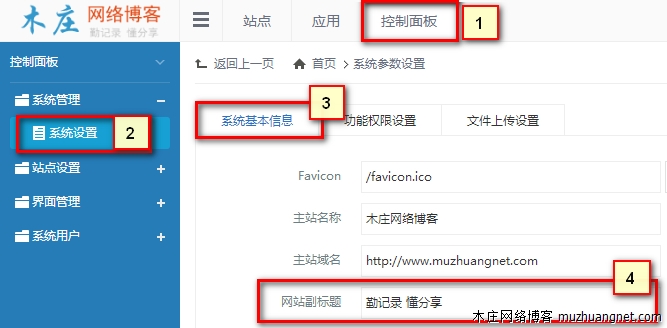 木庄网络博客
勤记录 懂分享
站点 应用 控制面板 1
控制面板
返回上一页 首页 > 系统参数设置
系统管理
系统设置 2
站点设置
界面管理
系统用户
3
系统基本信息 功能权限设置 文件上传设置
Favicon /favicon.ico
主站名称 木庄网络博客
主站域名 http://www.muzhuangnet.com
4
网站副标题 勤记录 懂分享
木庄网络博客 muzhuangnet.com